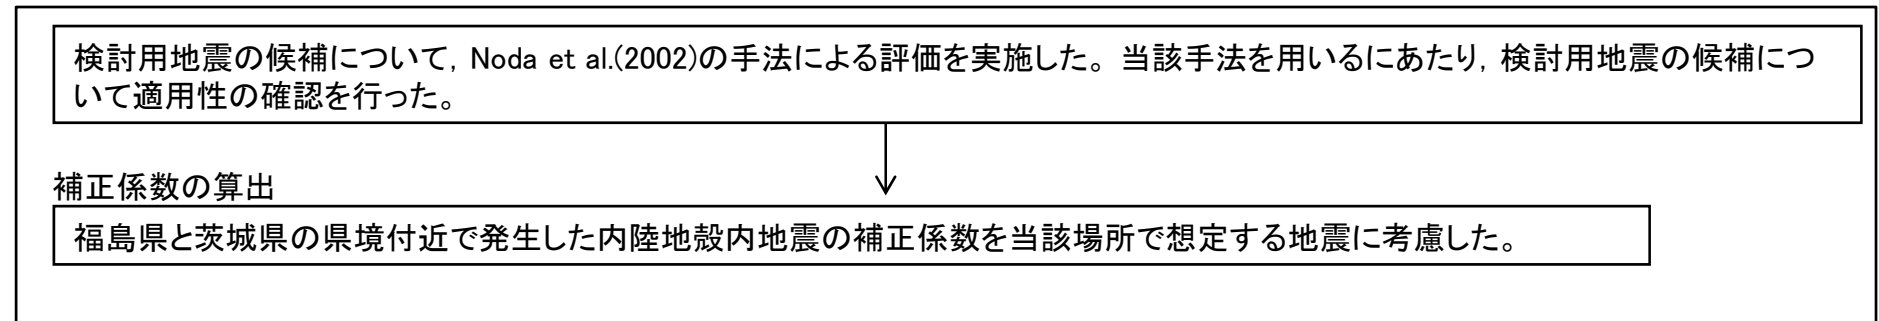 検討用地震の候補について，Noda et al.(2002)の手法による評価を実施した。当該手法を用いるにあたり，検討用地震の候補につ
いて適用性の確認を行った。
補正係数の算出
福島県と茨城県の県境付近で発生した内陸地殻内地震の補正係数を当該場所で想定する地震に考慮した。